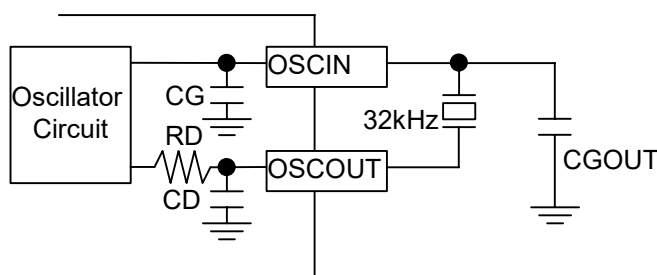 OSCIN
Oscillator
Circuit
CG
32kHz
RD
CGOUT
OSCOUT
CD